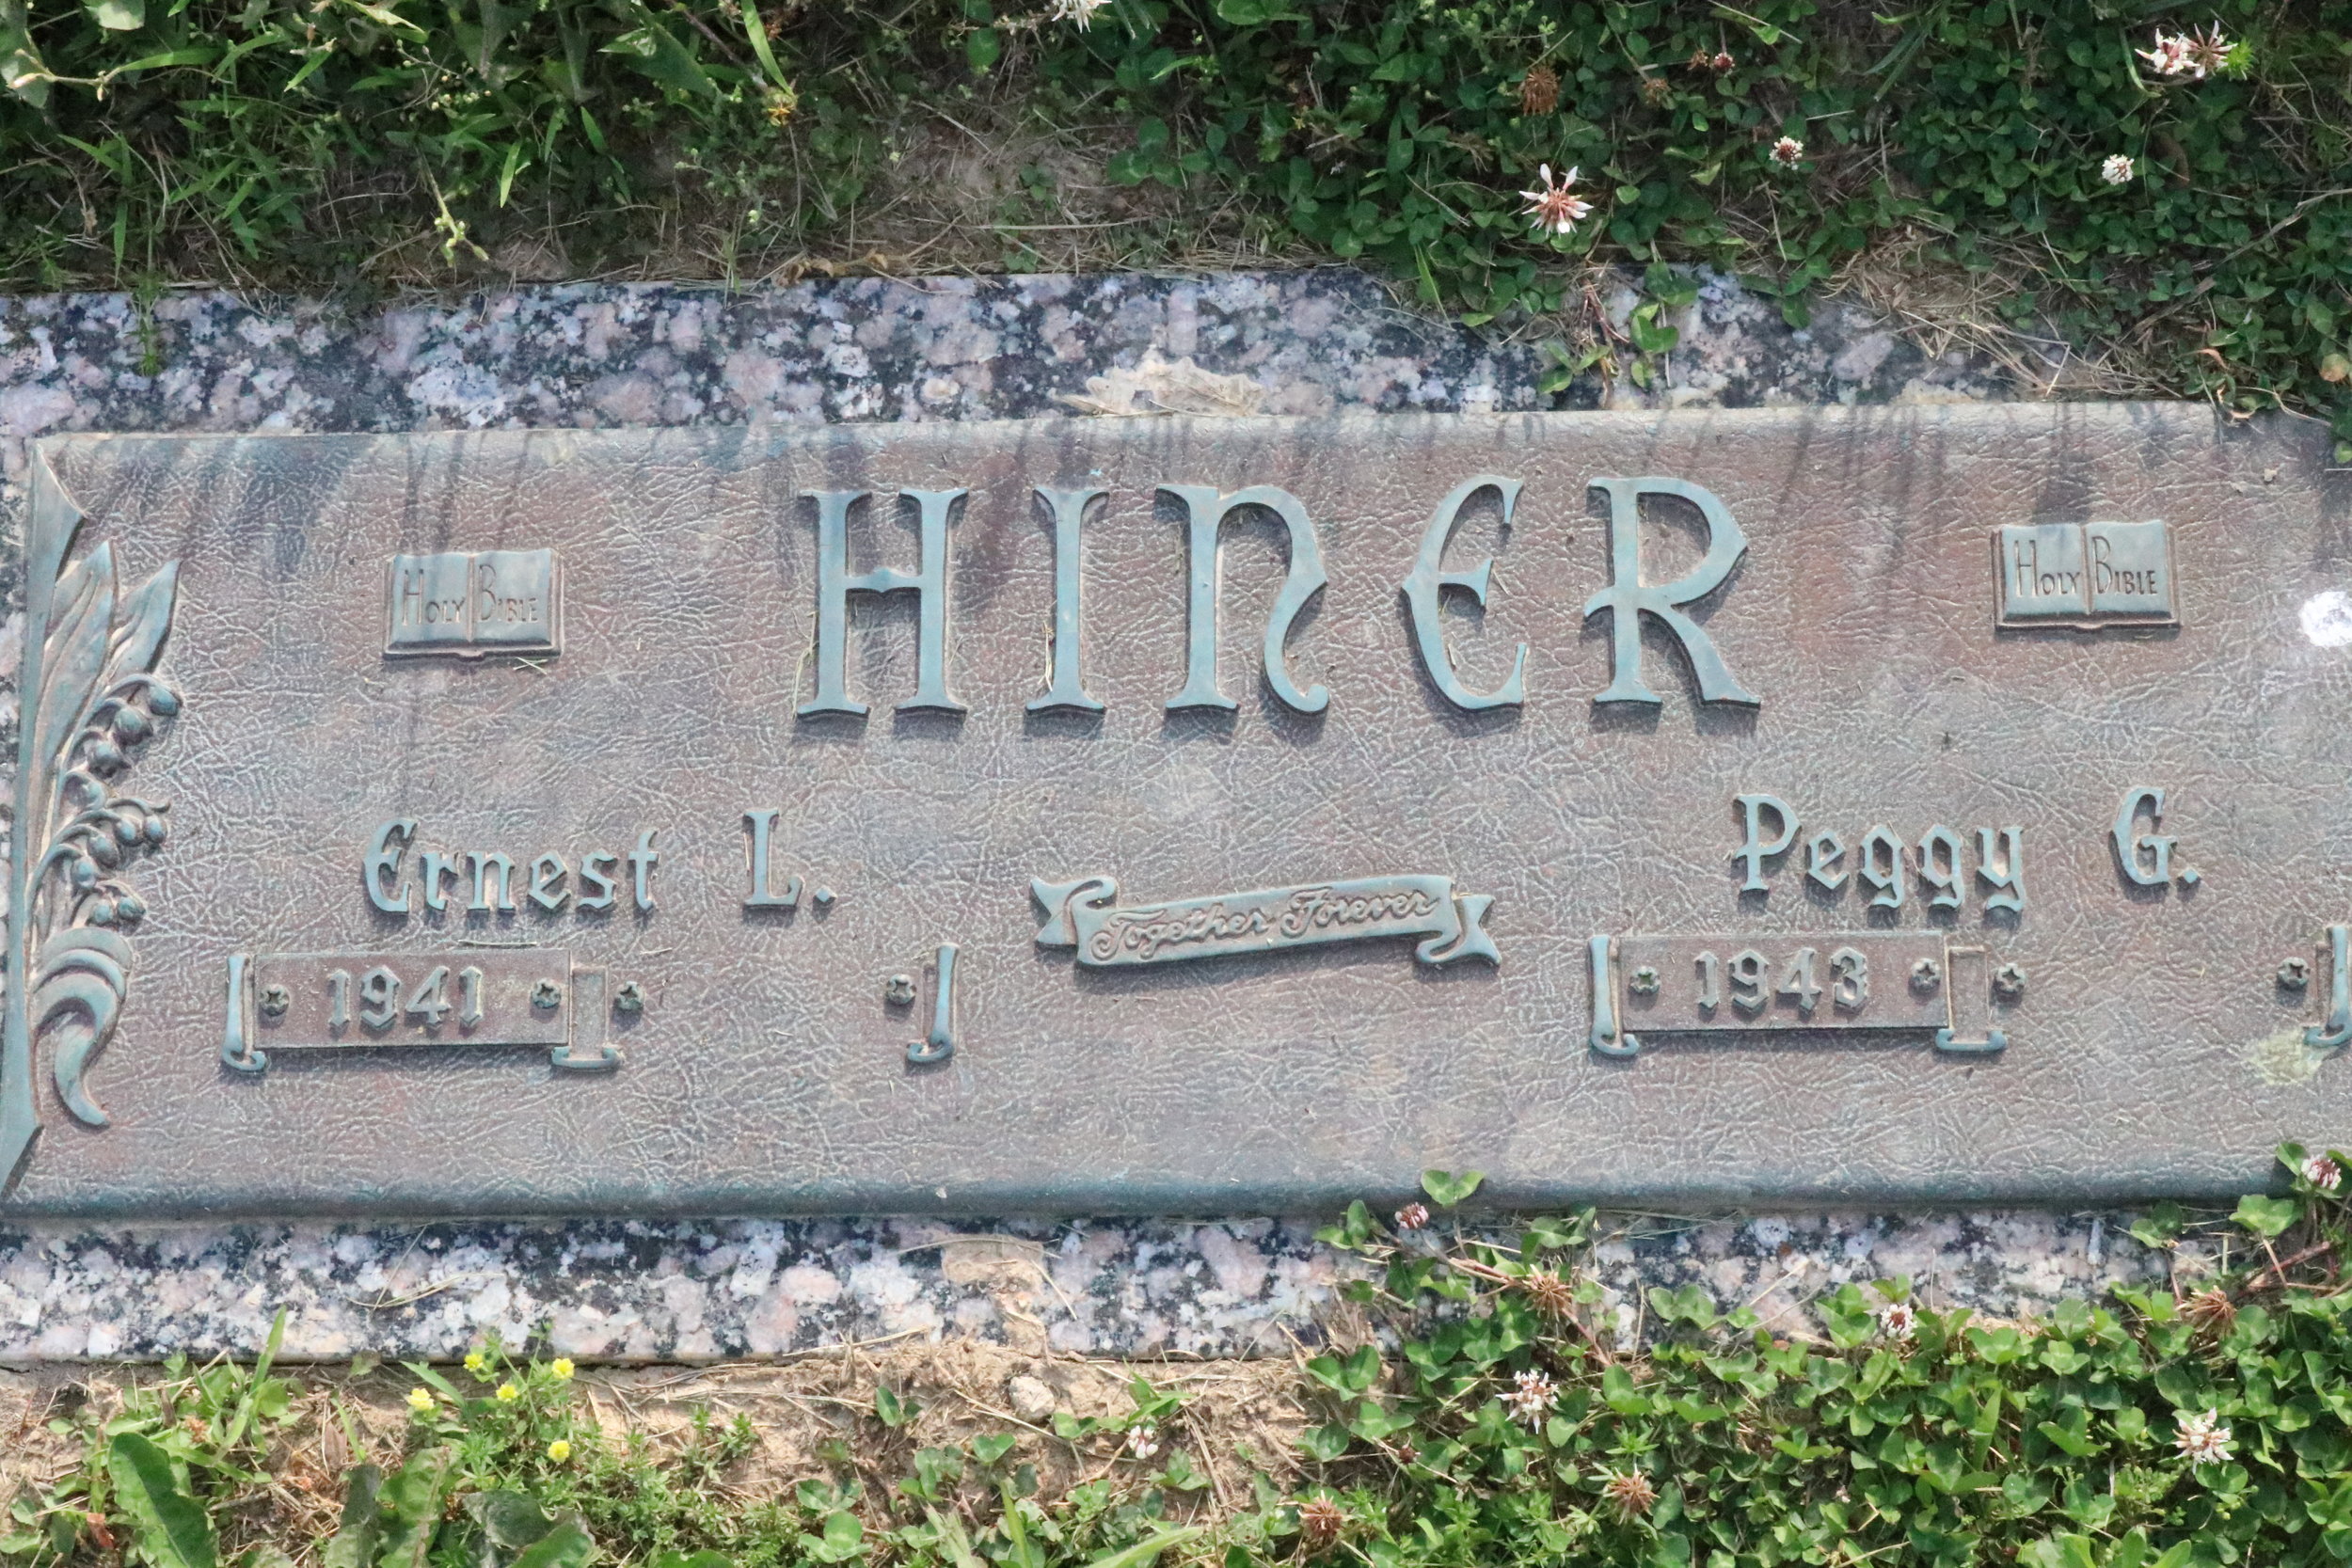 HOLY BIBLE
HINER
HOLY BIBLE
Ernest L.
Peggy G.
Together Forever
1941
1943